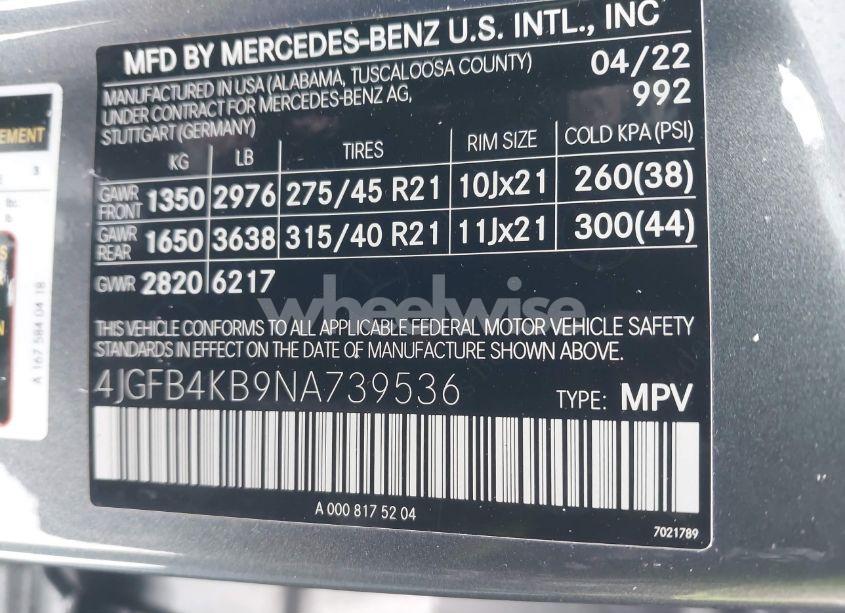 MFD BY MERCEDES-BENZ U.S. INTL., INC
MANUFACTURED IN USA (ALABAMA, TUSCALOOSA COUNTY) 04/22
UNDER CONTRACT FOR MERCEDES-BENZ AG, 992
STUTTGART (GERMANY)
KG LB TIRES RIM SIZE COLD KPA (PSI)
GAWR FRONT 1350 2976 275/45 R21 10Jx21 260(38)
GAWR REAR 1650 3638 315/40 R21 11Jx21 300(44)
GVWR 2820 6217
wheelwise
THIS VEHICLE CONFORMS TO ALL APPLICABLE FEDERAL MOTOR VEHICLE SAFETY
STANDARDS IN EFFECT ON THE DATE OF MANUFACTURE SHOWN ABOVE.
4JGFB4KB9NA739536 TYPE: MPV
A 000 817 52 04
7021789
A 167 584 04 18